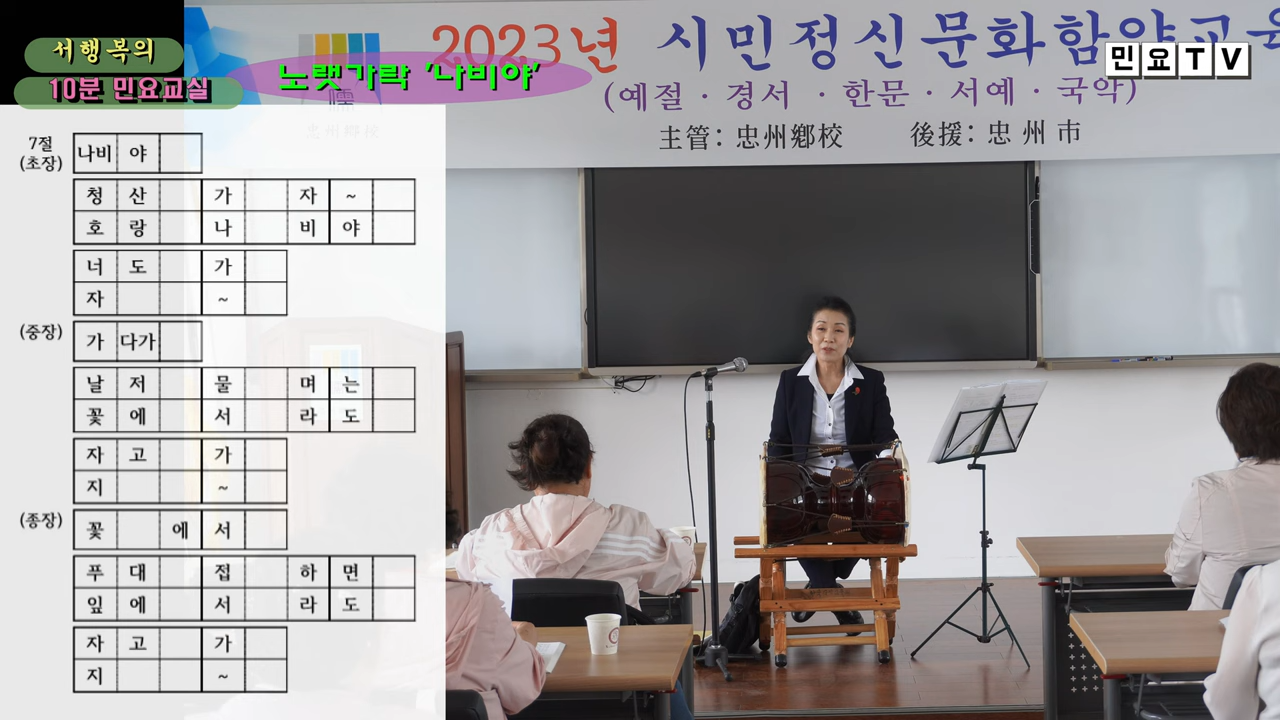 서행복의
10분 민요교실
노랫가락 '나비야'
2023년 시민정신문화함양교육
민요TV
(예절 · 경서 · 한문 · 서예 · 국악)
主管: 忠州鄕校 後援: 忠州市
7절
(초장)
나비 야
청 산 가 자 ~
호 랑 나 비 야
너 도 가
자 ~
(중장)
가 다가
날 저 물 며 는
꽃 에 서 라 도
자 고 가
지 ~
(종장)
꽃 에 서
푸 대 접 하 면
잎 에 서 라 도
자 고 가
지 ~